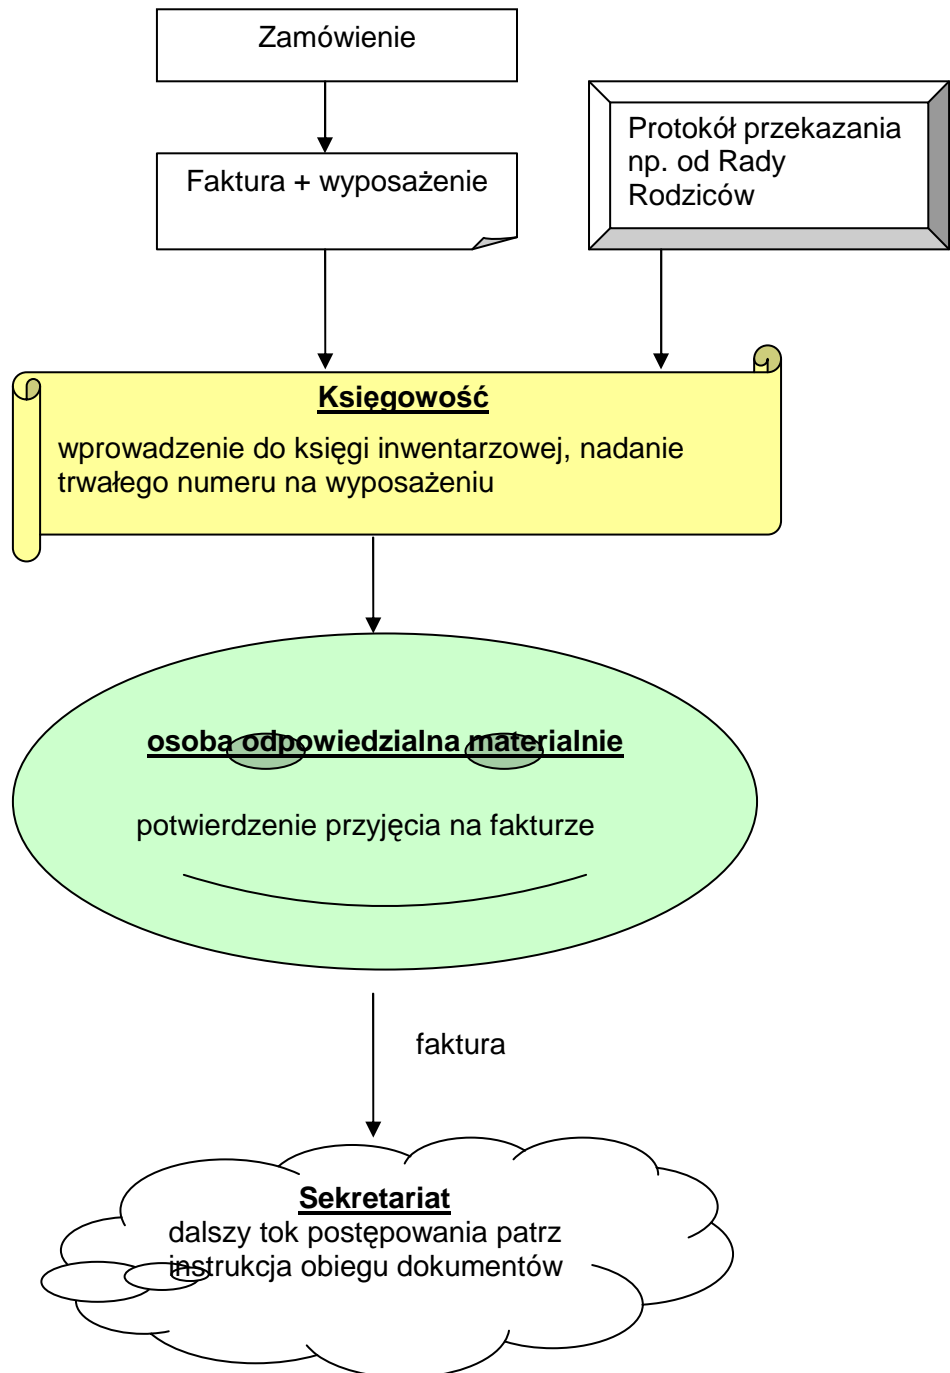 Zamówienie
Protokół przekazania
np. od Rady
Rodziców
Faktura + wyposażenie
Księgowość
wprowadzenie do księgi inwentarzowej, nadanie
trwałego numeru na wyposażeniu
osoba odpowiedzialna materialnie
potwierdzenie przyjęcia na fakturze
faktura
Sekretariat
dalszy tok postępowania patrz
instrukcja obiegu dokumentów